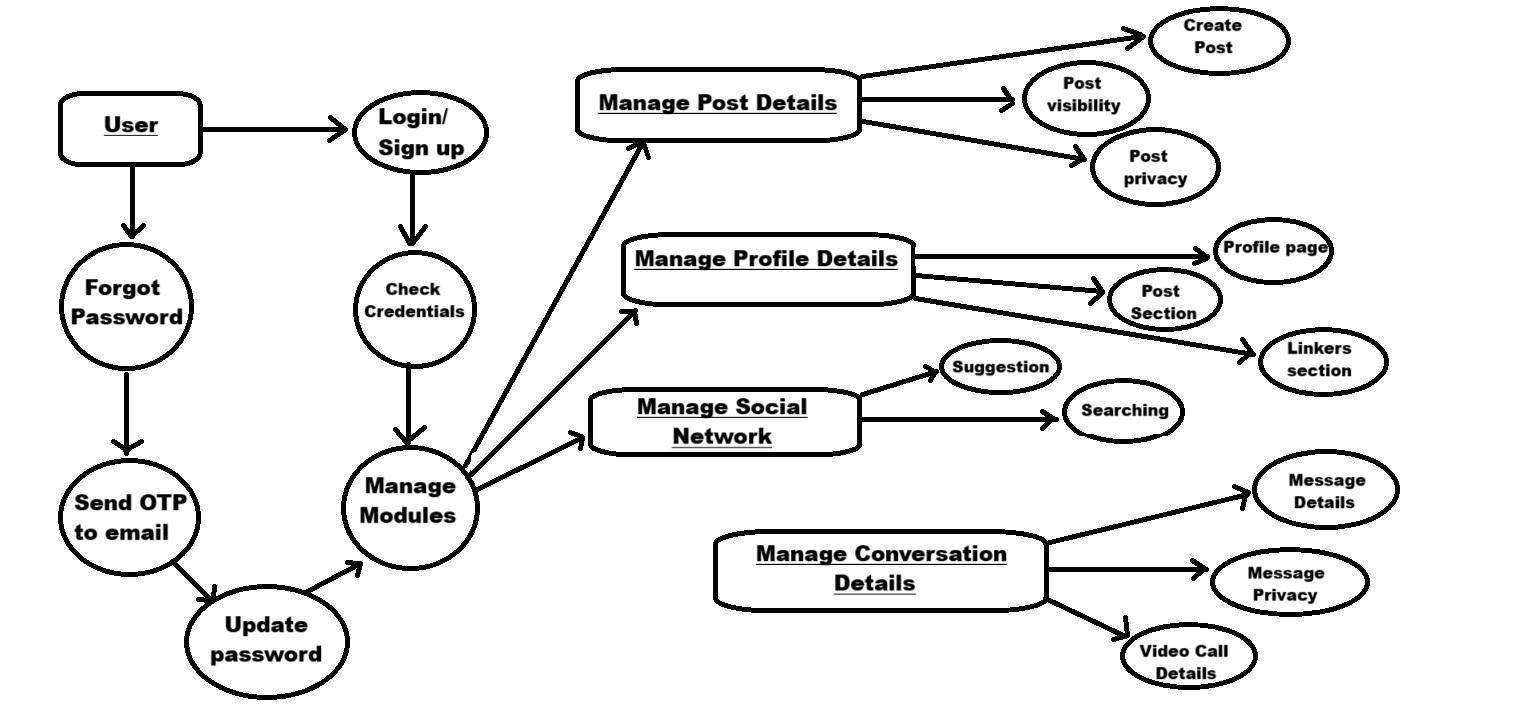 User
Login/
Sign up
Forgot
Password
Check
Credentials
Send OTP
to email
Update
password
Manage
Modules
Manage Post Details
Create
Post
Post
visibility
Post
privacy
Manage Profile Details
Profile page
Post
Section
Linkers
section
Manage Social
Network
Suggestion
Searching
Manage Conversation
Details
Message
Details
Message
Privacy
Video Call
Details